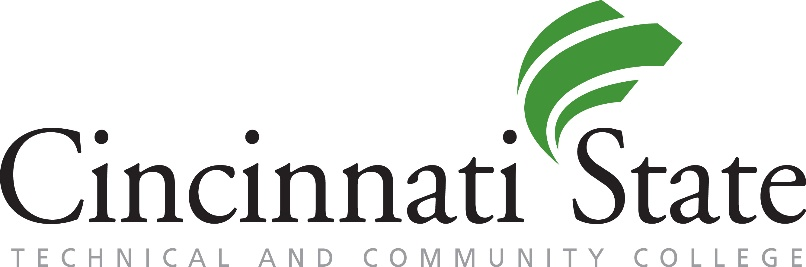 Cincinnati State
TECHNICAL AND COMMUNITY COLLEGE